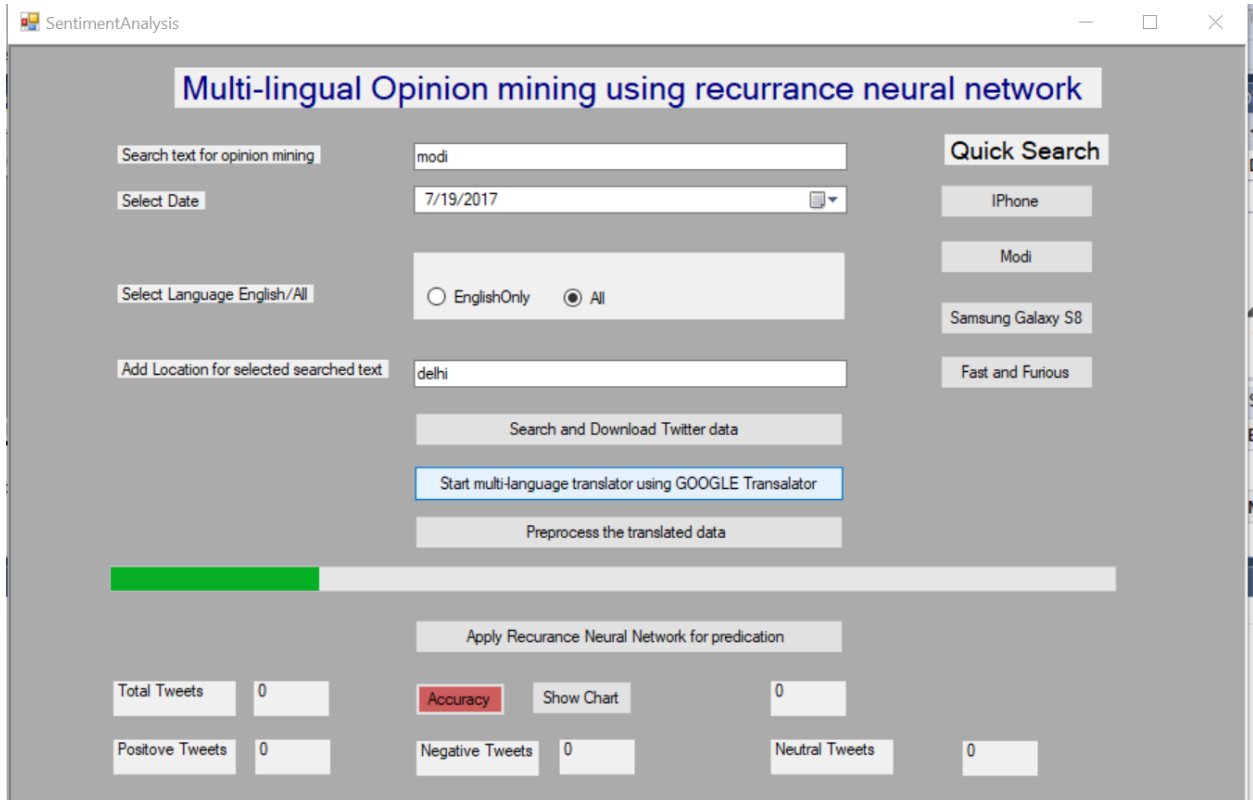 SentimentAnalysis
Multi-lingual Opinion mining using recurrance neural network
Search text for opinion mining
modi
Quick Search
Select Date
7/19/2017
IPhone
Modi
Select Language English/All
EnglishOnly
All
Samsung Galaxy S8
Add Location for selected searched text
delhi
Fast and Furious
Search and Download Twitter data
Start multi-language translator using GOOGLE Transalator
Preprocess the translated data
Apply Recurance Neural Network for predication
Total Tweets
0
Accuracy
Show Chart
0
Positove Tweets
0
Negative Tweets
0
Neutral Tweets
0